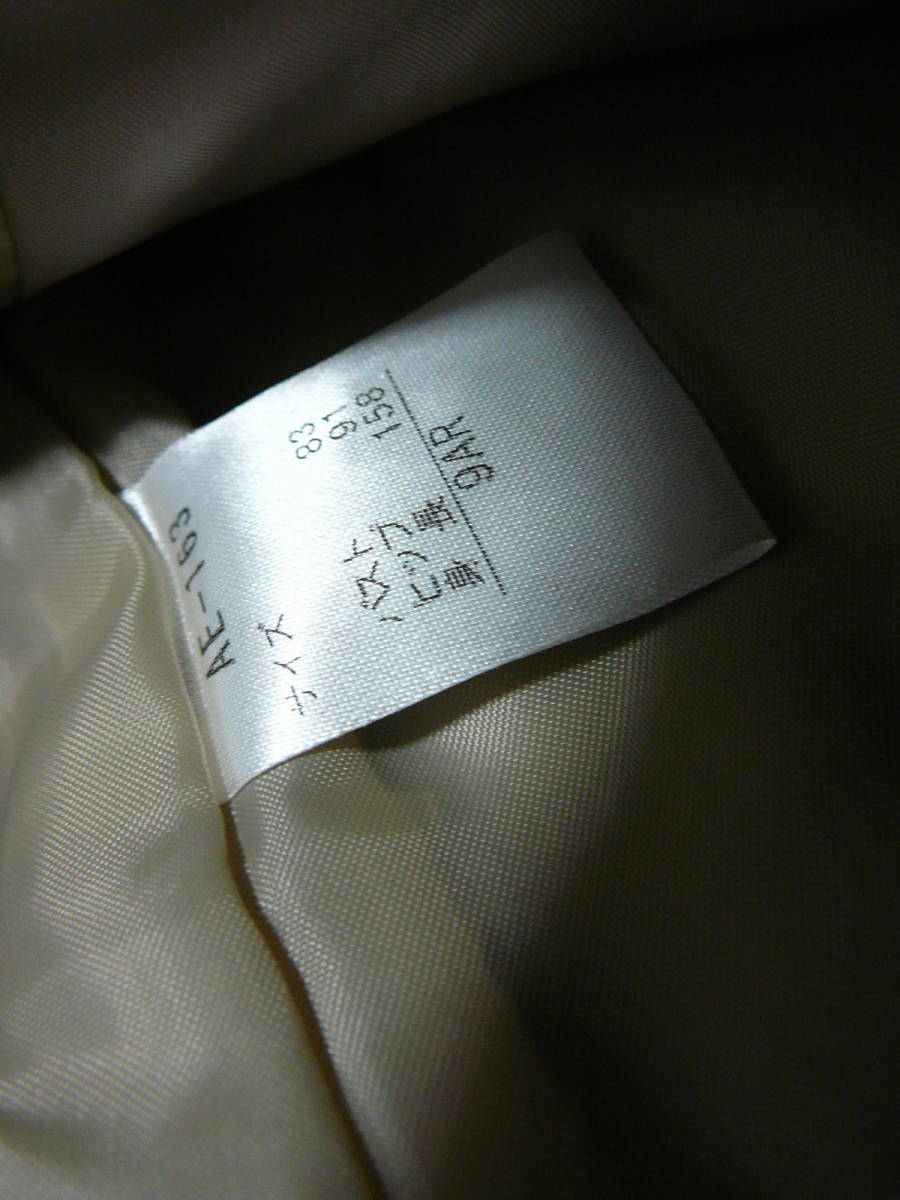 AE-163
サイズ
バスト 83
ヒップ 91
身長 158
9AR